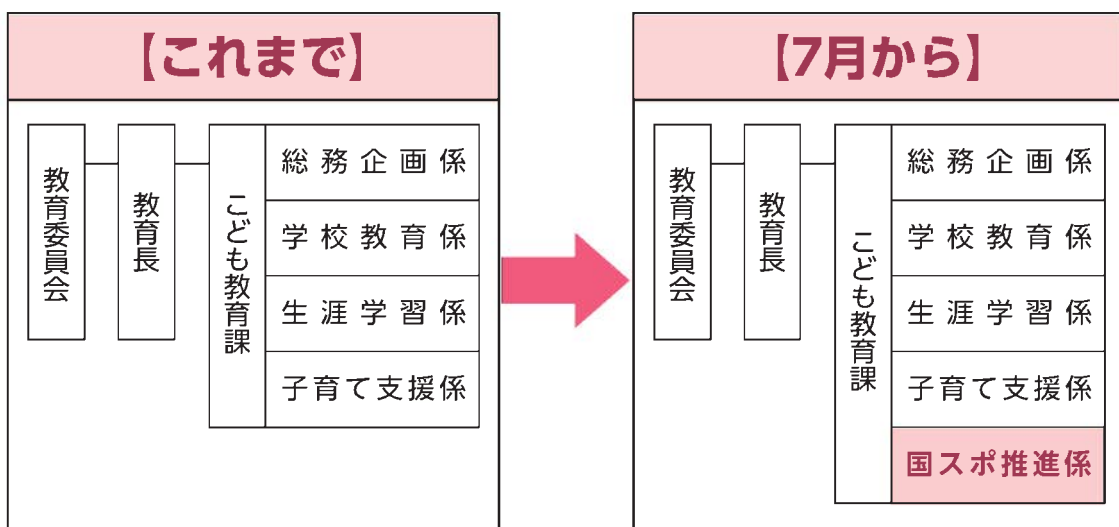 【これまで】
教育委員会
教育長
こども教育課
総務企画係
学校教育係
生涯学習係
子育て支援係
【7月から】
教育委員会
教育長
こども教育課
総務企画係
学校教育係
生涯学習係
子育て支援係
国スポ推進係